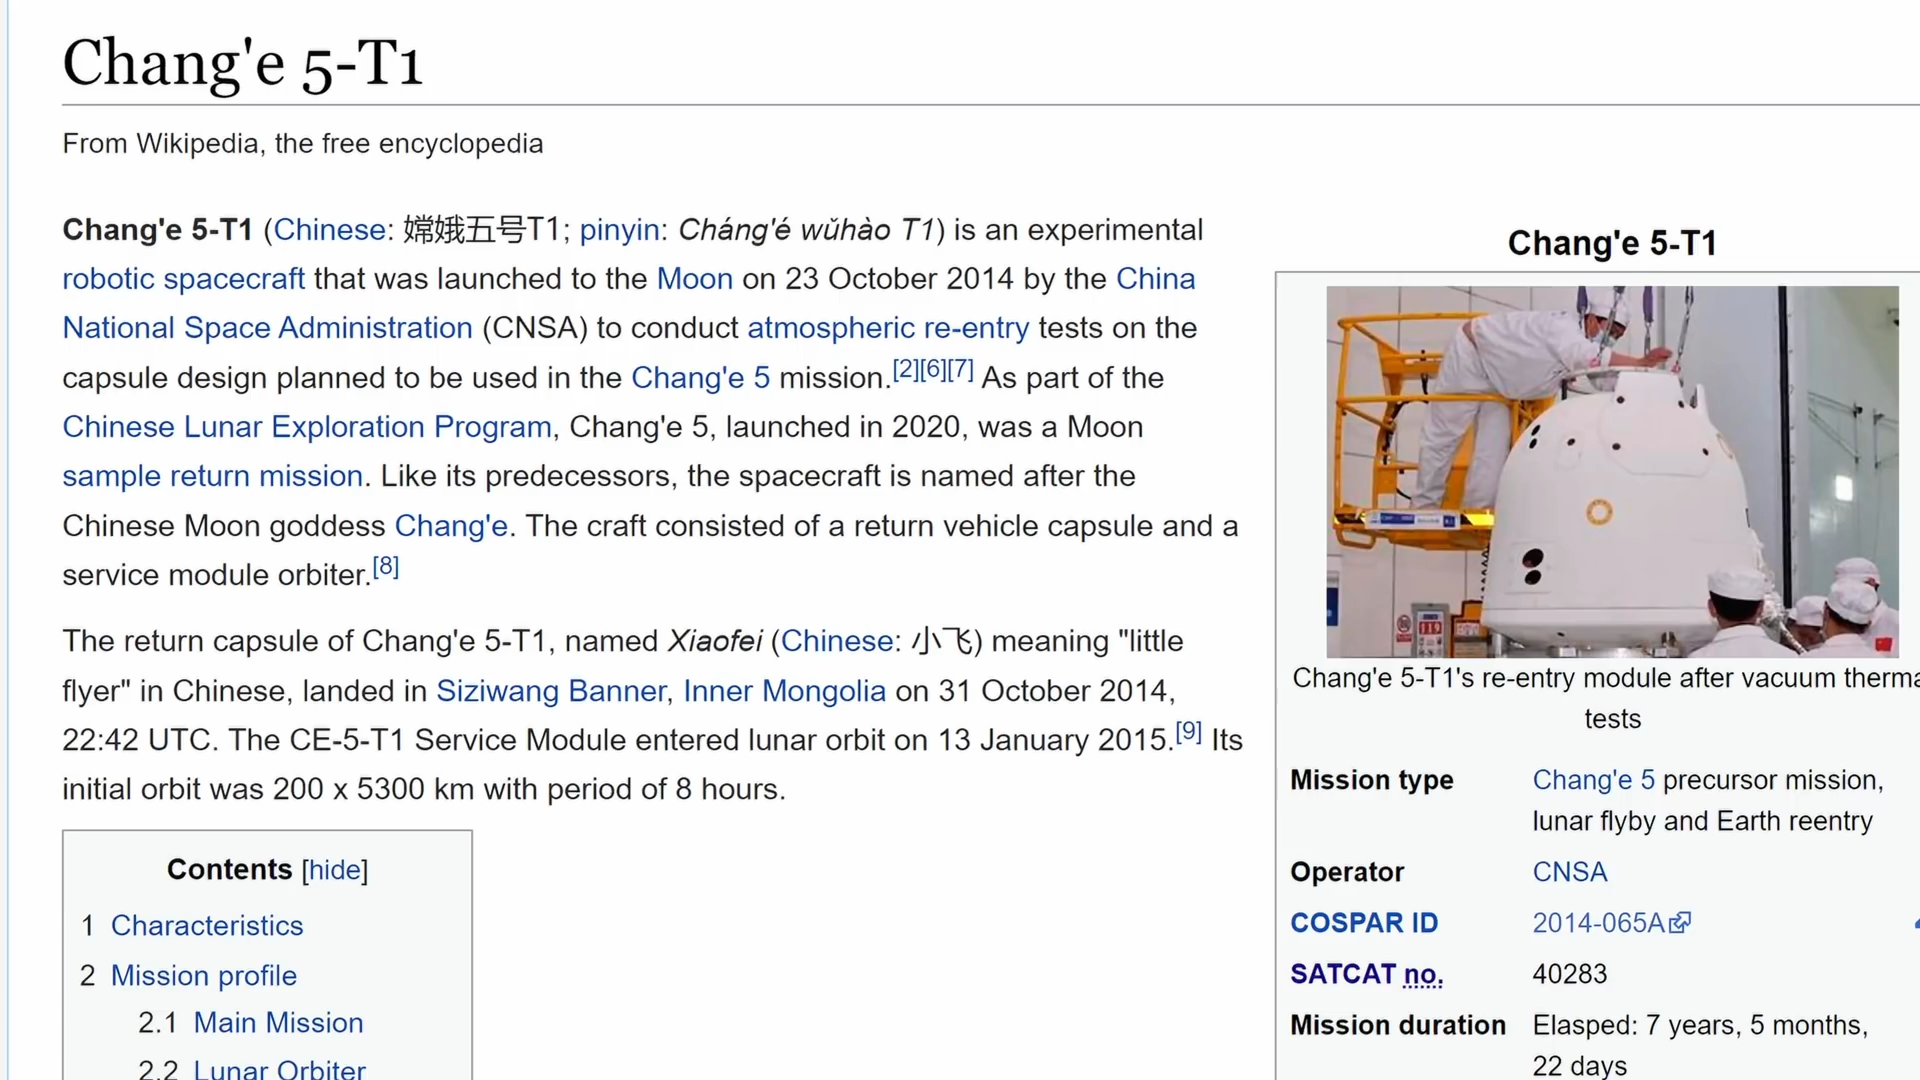 Chang'e 5-T1
From Wikipedia, the free encyclopedia
Chang'e 5-T1 (Chinese: 嫦娥五号T1; pinyin: Cháng'é wǔhào T1) is an experimental
robotic spacecraft that was launched to the Moon on 23 October 2014 by the China
National Space Administration (CNSA) to conduct atmospheric re-entry tests on the
capsule design planned to be used in the Chang'e 5 mission.[2][6][7] As part of the
Chinese Lunar Exploration Program, Chang'e 5, launched in 2020, was a Moon
sample return mission. Like its predecessors, the spacecraft is named after the
Chinese Moon goddess Chang'e. The craft consisted of a return vehicle capsule and a
service module orbiter.[8]
The return capsule of Chang'e 5-T1, named Xiaofei (Chinese: 小飞) meaning "little
flyer" in Chinese, landed in Siziwang Banner, Inner Mongolia on 31 October 2014,
22:42 UTC. The CE-5-T1 Service Module entered lunar orbit on 13 January 2015.[9] Its
initial orbit was 200 x 5300 km with period of 8 hours.
Contents [hide]
1 Characteristics
2 Mission profile
2.1 Main Mission
2.2 Lunar Orbiter
Chang'e 5-T1
119
Chang'e 5-T1's re-entry module after vacuum therma
tests
Mission type Chang'e 5 precursor mission,
lunar flyby and Earth reentry
Operator CNSA
COSPAR ID 2014-065A
SATCAT no. 40283
Mission duration Elasped: 7 years, 5 months,
22 days